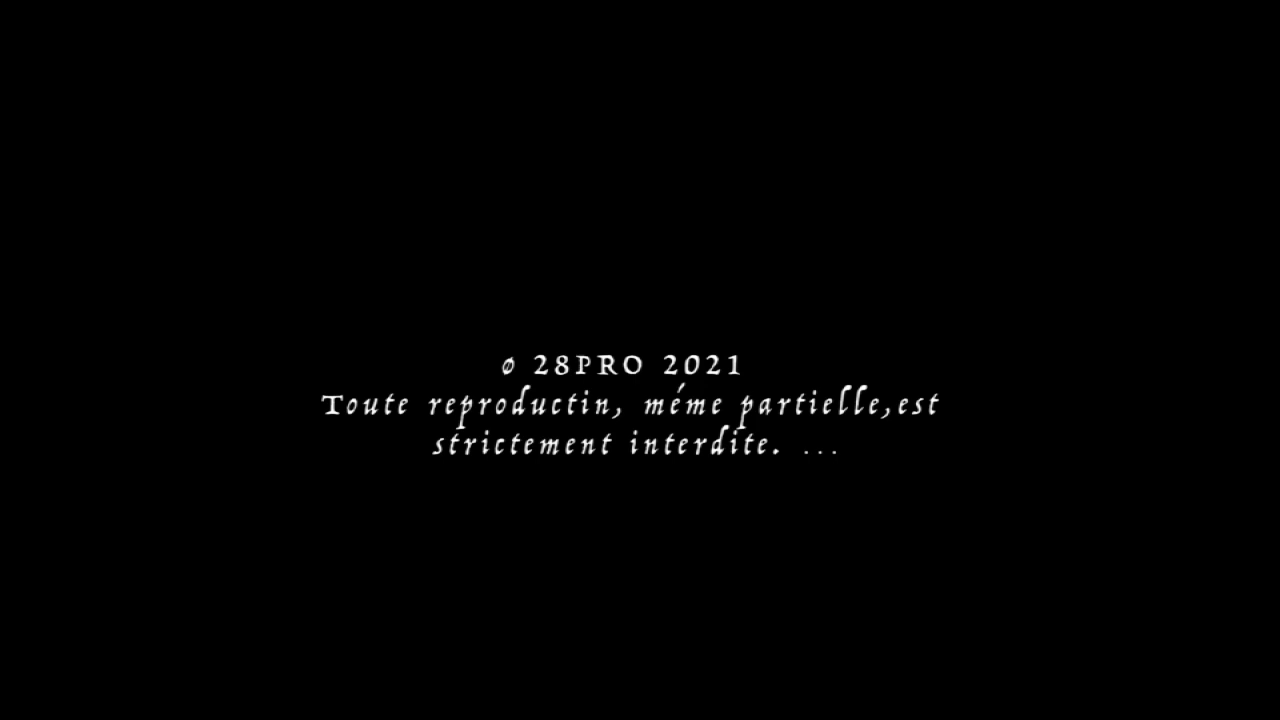 ø 28PRO 2021
Toute reproductin, méme partielle,est
strictement interdite. ...